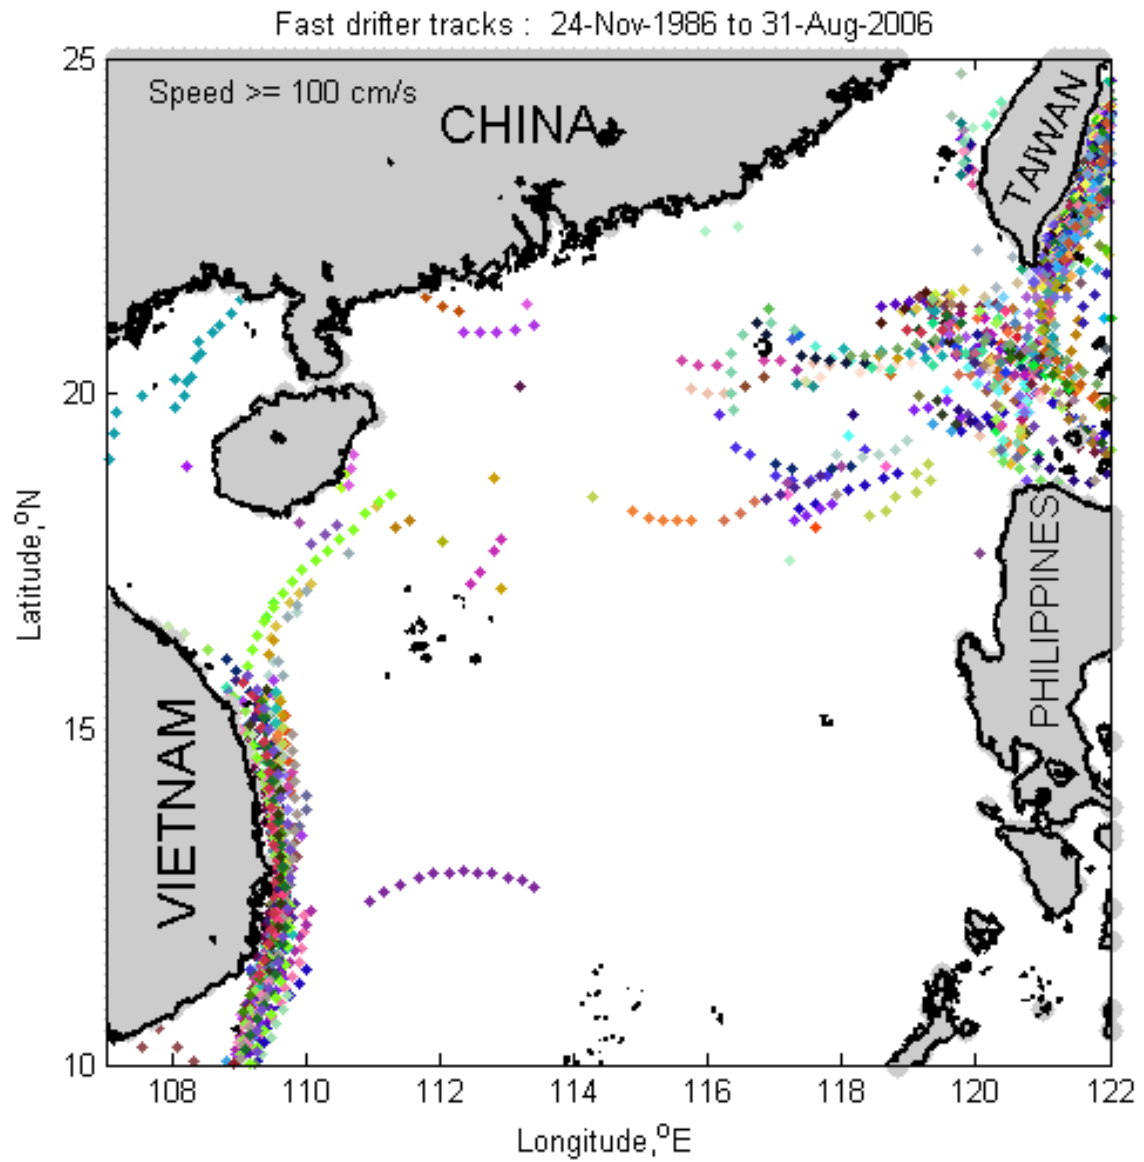 Fast drifter tracks :  24-Nov-1986 to 31-Aug-2006
25
Speed >= 100 cm/s
CHINA
TAIWAN
20
Latitude,°N
PHILIPPINES
15
VIETNAM
10
108
110
112
114
116
118
120
122
Longitude,°E